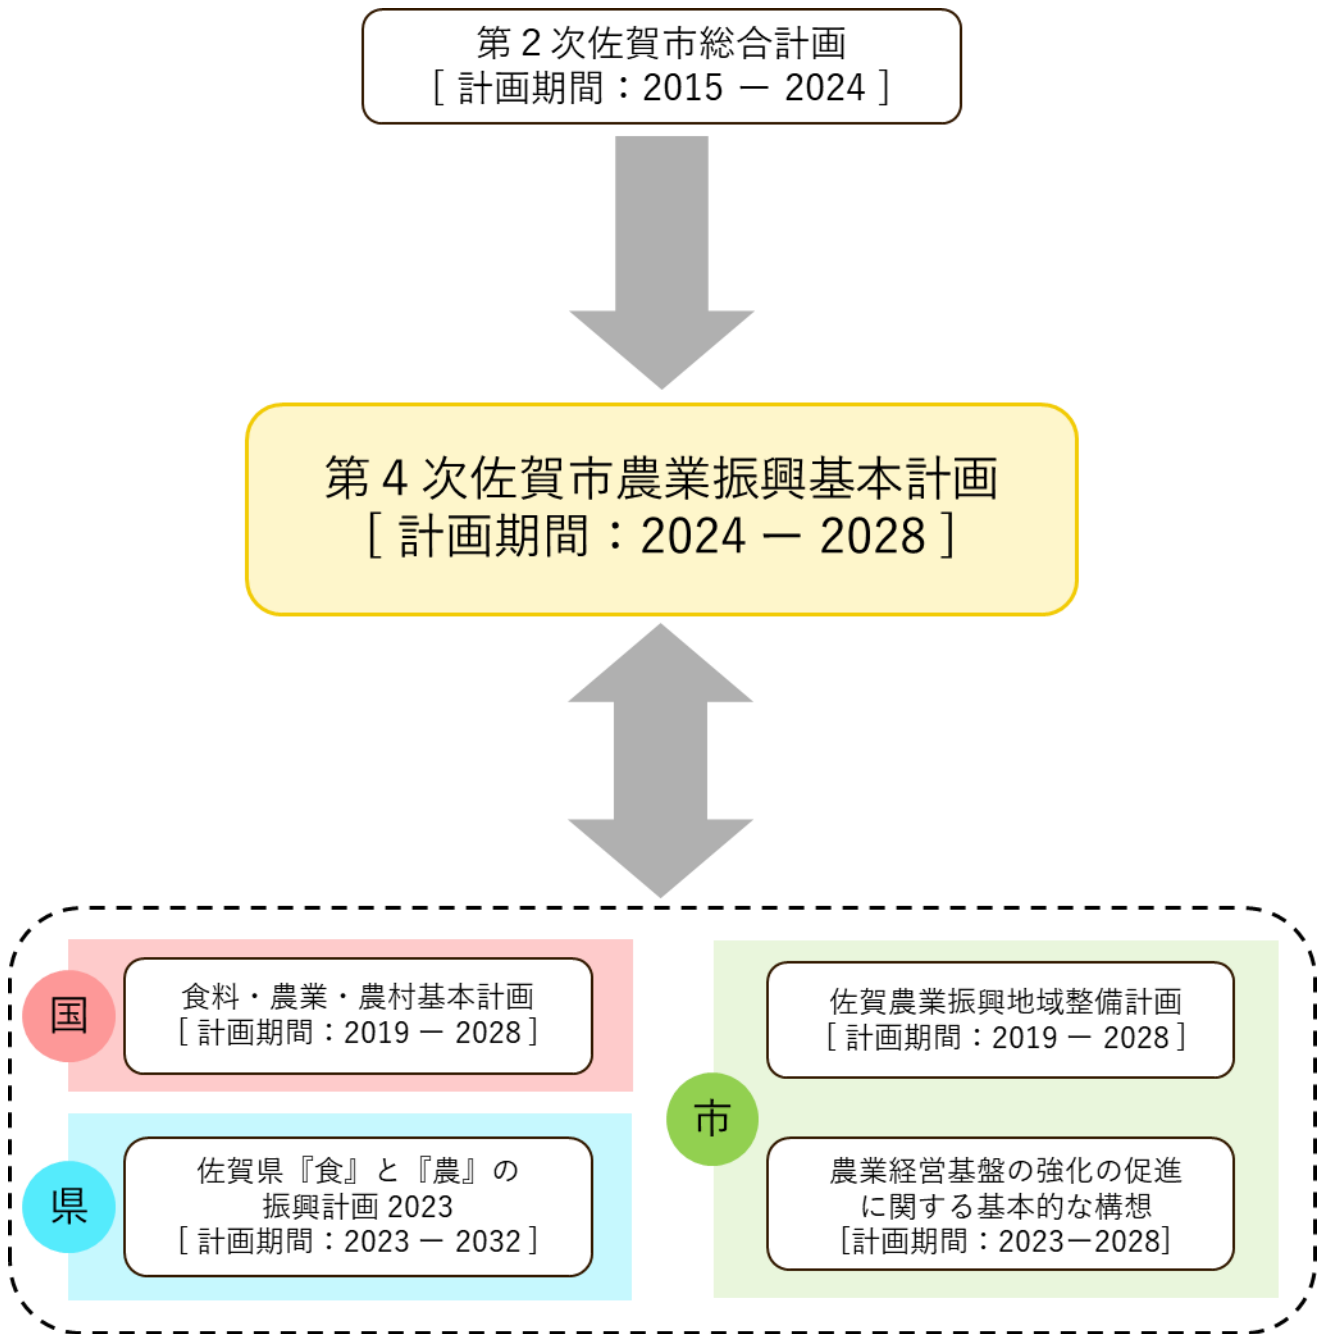 第２次佐賀市総合計画
[ 計画期間：2015 － 2024 ]
第４次佐賀市農業振興基本計画
[ 計画期間：2024 － 2028 ]
国
食料・農業・農村基本計画
[ 計画期間：2019 － 2028 ]
県
佐賀県『食』と『農』の
振興計画 2023
[ 計画期間：2023 － 2032 ]
市
佐賀農業振興地域整備計画
[ 計画期間：2019 － 2028 ]
農業経営基盤の強化の促進
に関する基本的な構想
[計画期間：2023－2028]